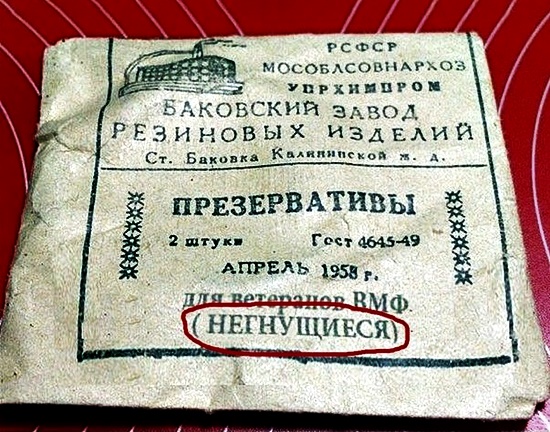 РСФСР
МОСОБЛСОВНАРХОЗ
УПРХИМПРОМ
БАКОВСКИЙ ЗАВОД
РЕЗИНОВЫХ ИЗДЕЛИЙ
Ст. Баковка Калининской ж. д.
ПРЕЗЕРВАТИВЫ
2 штуки Гост 4645-49
АПРЕЛЬ 1958 г.
для ветеранов ВМФ
(НЕГНУЩИЕСЯ)